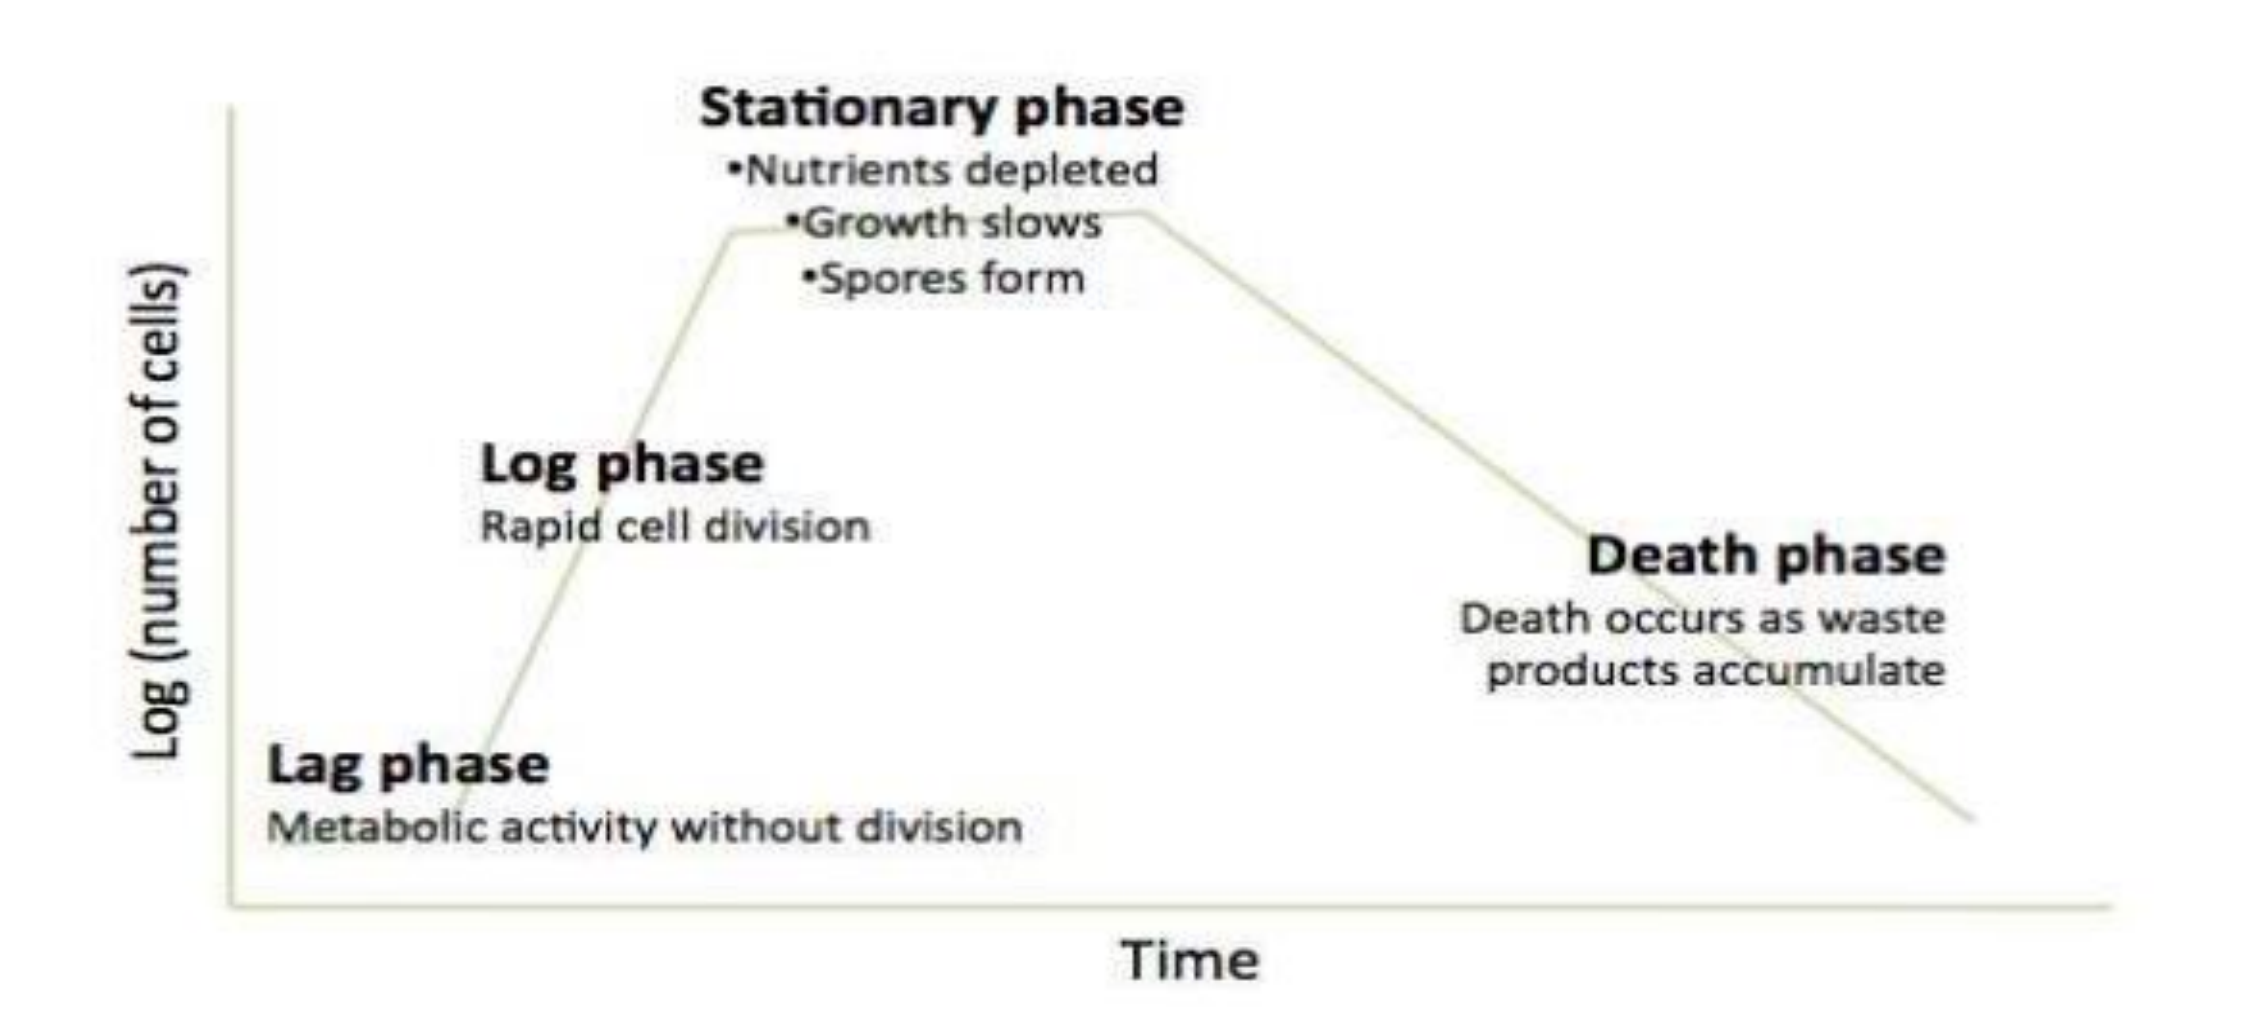 Stationary phase
•Nutrients depleted
•Growth slows
•Spores form
Log (number of cells)
Log phase
Rapid cell division
Death phase
Death occurs as waste
products accumulate
Lag phase
Metabolic activity without division
Time